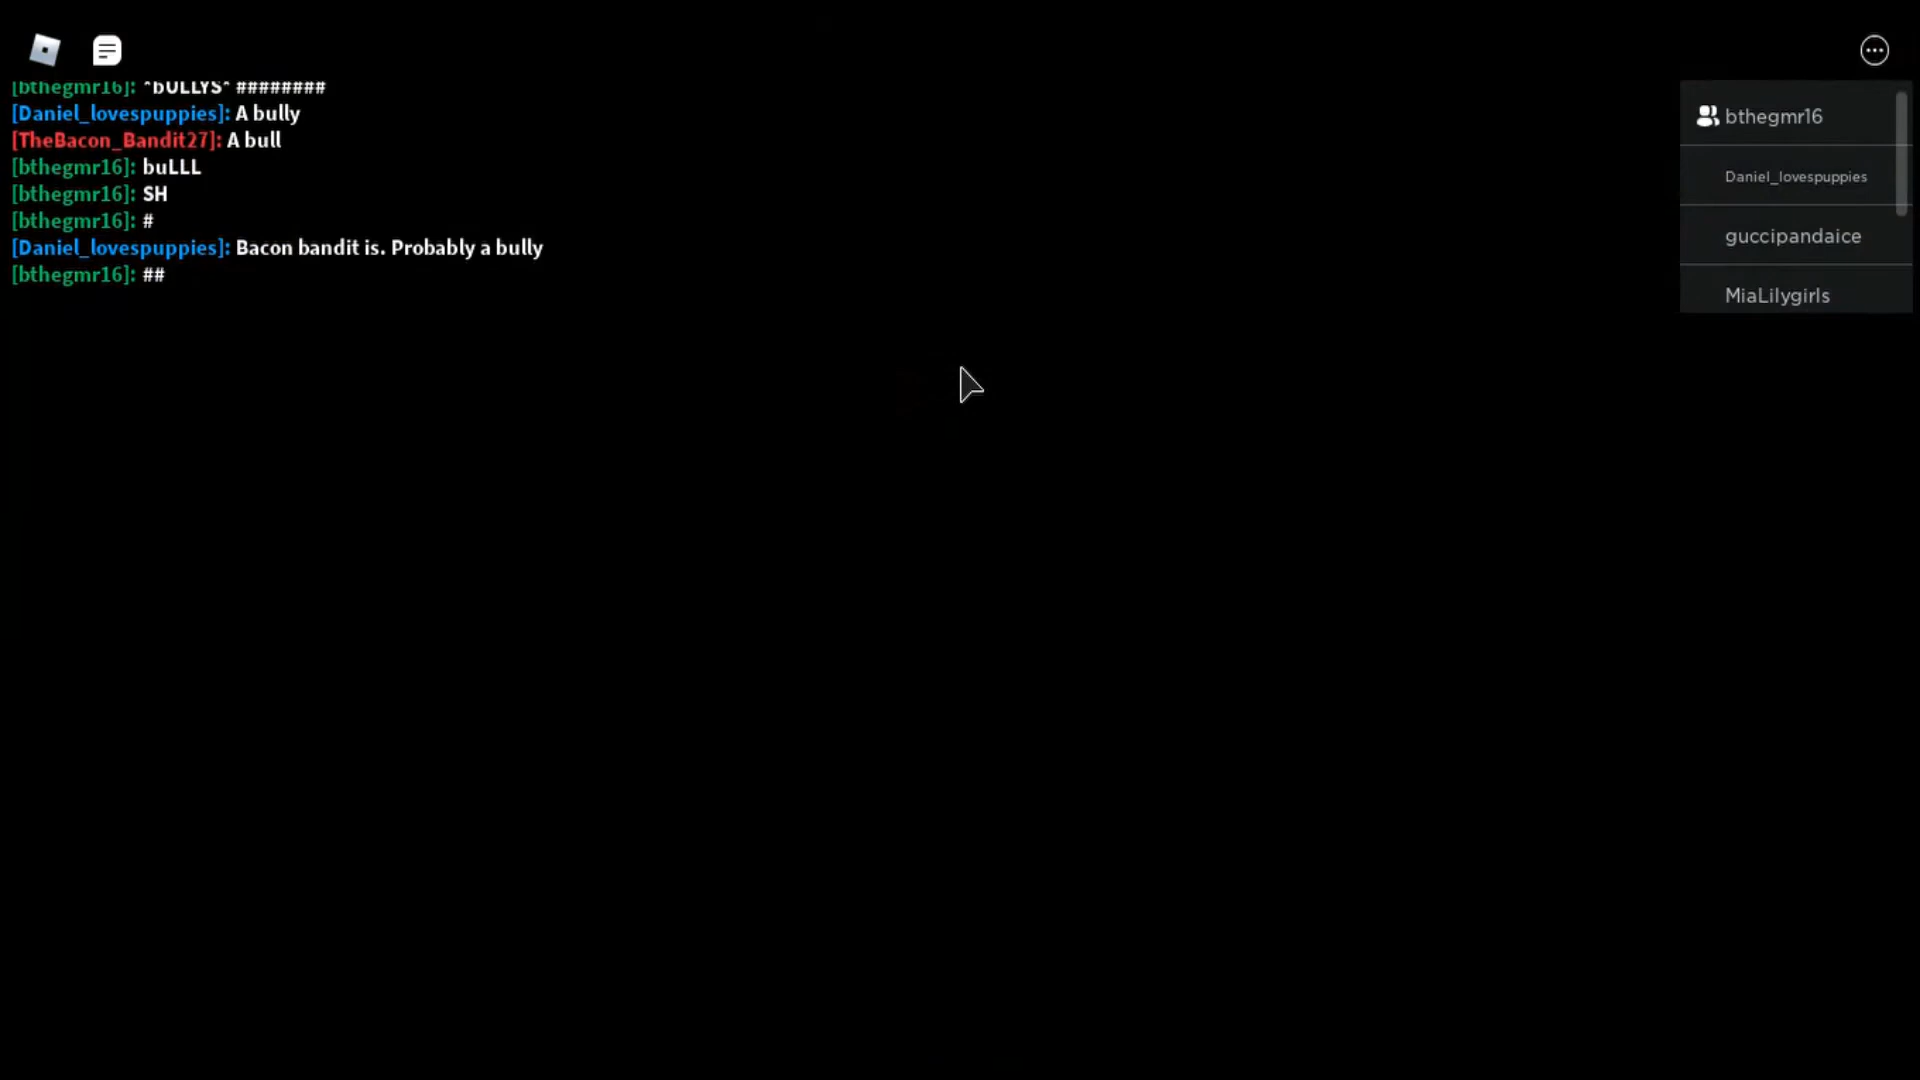 [bthegmr16]: *bULLYS* ########
[Daniel_lovespuppies]: A bully
[TheBacon_Bandit27]: A bull
[bthegmr16]: buLLL
[bthegmr16]: SH
[bthegmr16]: #
[Daniel_lovespuppies]: Bacon bandit is. Probably a bully
[bthegmr16]: ##
bthegmr16
Daniel_lovespuppies
guccipandaice
MiaLilygirls